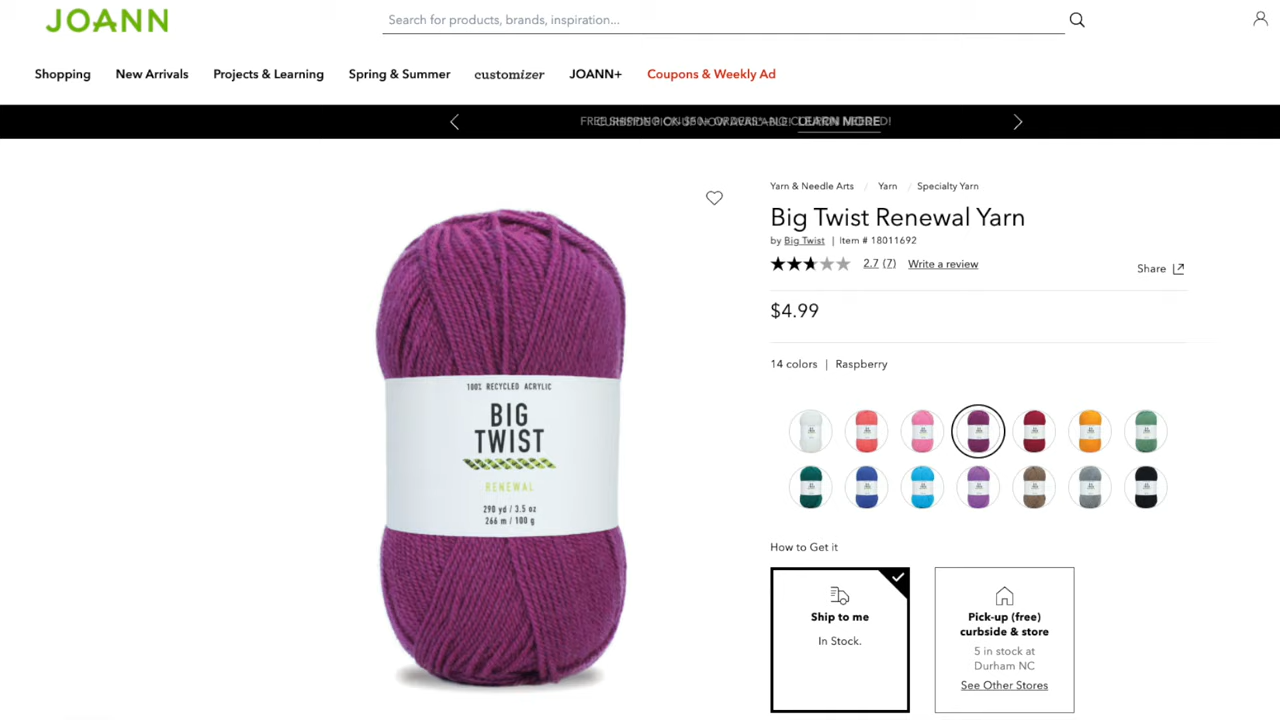 JOANN
Search for products, brands, inspiration...
Shopping
New Arrivals
Projects & Learning
Spring & Summer
customizer
JOANN+
Coupons & Weekly Ad
LEARN MORE
Yarn & Needle Arts / Yarn / Specialty Yarn
Big Twist Renewal Yarn
by Big Twist | Item # 18011692
2.7 (7) Write a review
Share
$4.99
14 colors | Raspberry
100% RECYCLED ACRYLIC
BIG
TWIST
RENEWAL
290 yd / 3.5 oz
266 m / 100 g
How to Get it
Ship to me
In Stock.
Pick-up (free)
curbside & store
5 in stock at
Durham NC
See Other Stores